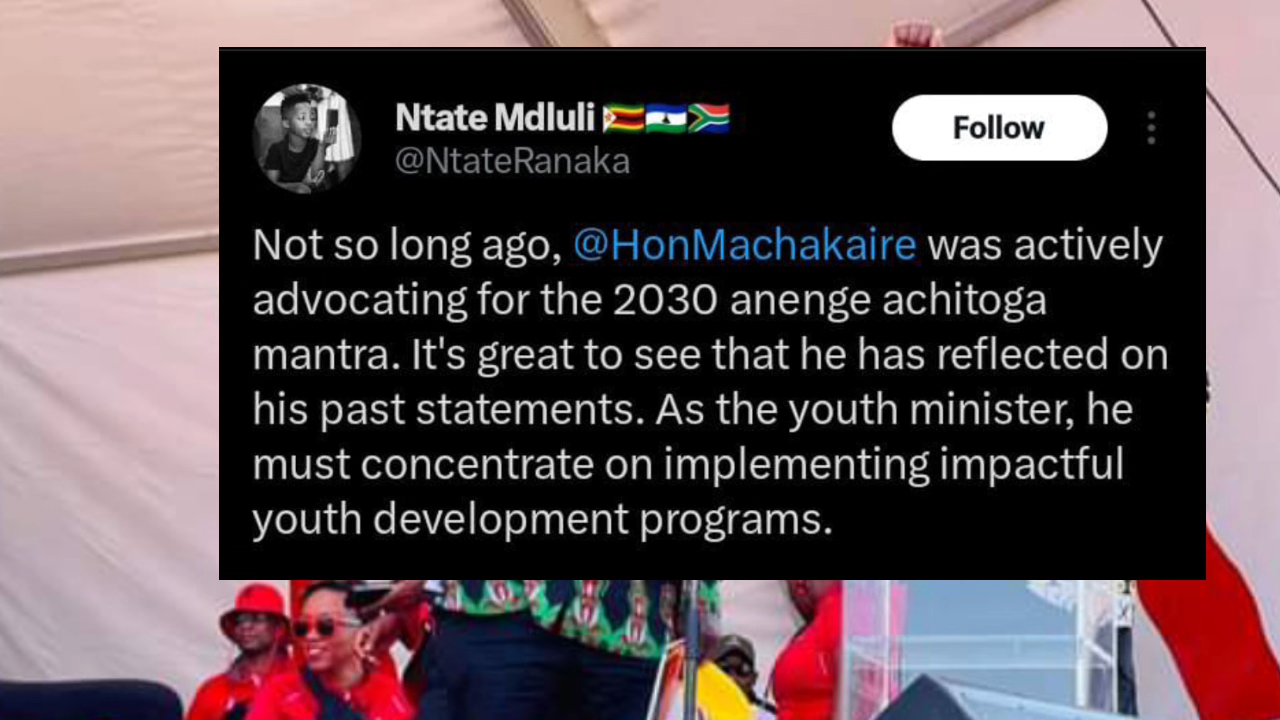 Ntate Mdluli 🇿🇼🇱🇸🇿🇦
@NtateRanaka
Follow
Not so long ago, @HonMachakaire was actively
advocating for the 2030 anenge achitoga
mantra. It's great to see that he has reflected on
his past statements. As the youth minister, he
must concentrate on implementing impactful
youth development programs.